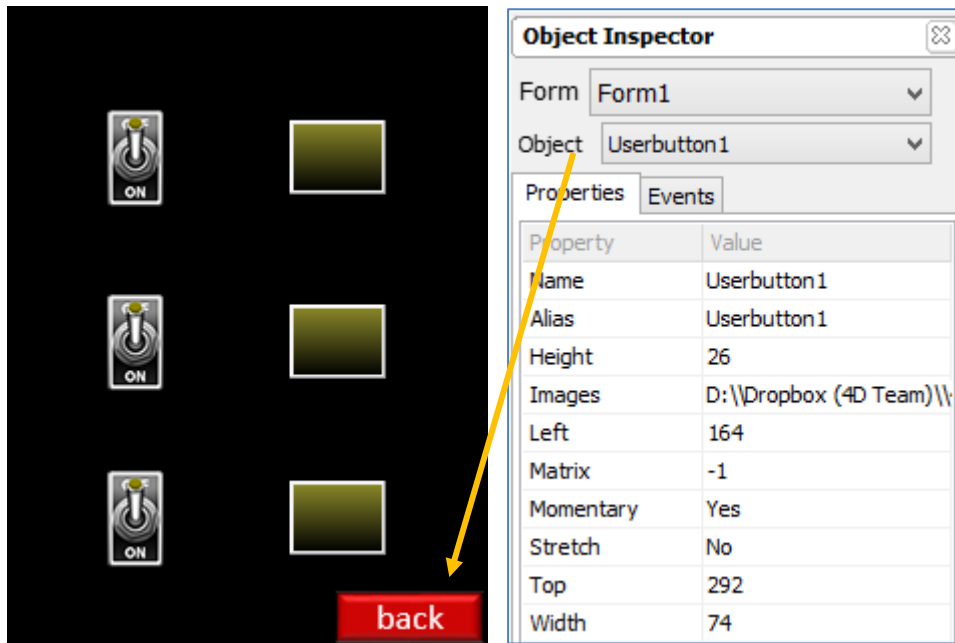 ON
ON
ON
back
Object Inspector
Form Form1
Object Userbutton1
Properties Events
Property Value
Name Userbutton1
Alias Userbutton1
Height 26
Images D:\\Dropbox (4D Team)\\
Left 164
Matrix -1
Momentary Yes
Stretch No
Top 292
Width 74